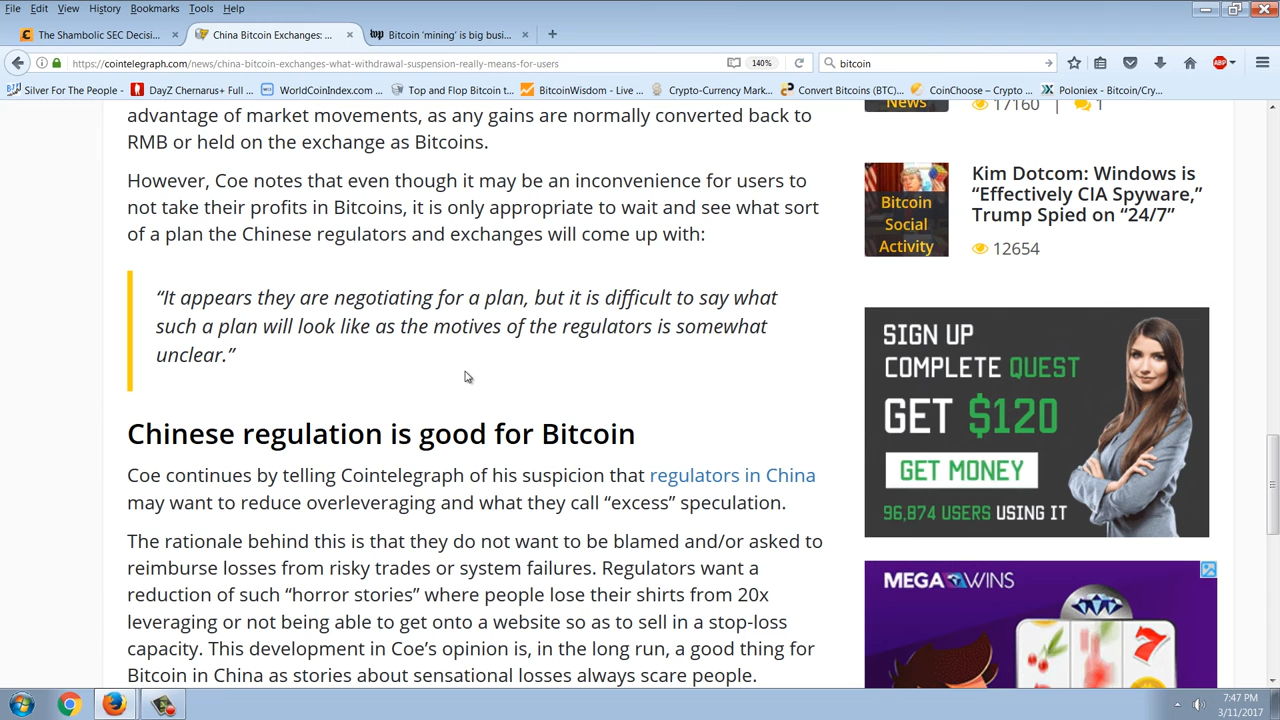 File Edit View History Bookmarks Tools Help
The Shambolic SEC Decisi... China Bitcoin Exchanges: ... Bitcoin 'mining' is big busi...
https://cointelegraph.com/news/china-bitcoin-exchanges-what-withdrawal-suspension-really-means-for-users 140% bitcoin
Silver For The People - DayZ Chernarus+ Full ... WorldCoinIndex.com ... Top and Flop Bitcoin t... BitcoinWisdom - Live ... Crypto-Currency Mark... Convert Bitcoins (BTC)... CoinChoose – Crypto ... Poloniex - Bitcoin/Cry...
advantage of market movements, as any gains are normally converted back to
RMB or held on the exchange as Bitcoins.
However, Coe notes that even though it may be an inconvenience for users to
not take their profits in Bitcoins, it is only appropriate to wait and see what sort
of a plan the Chinese regulators and exchanges will come up with:
“It appears they are negotiating for a plan, but it is difficult to say what
such a plan will look like as the motives of the regulators is somewhat
unclear.”
Chinese regulation is good for Bitcoin
Coe continues by telling Cointelegraph of his suspicion that regulators in China
may want to reduce overleveraging and what they call “excess” speculation.
The rationale behind this is that they do not want to be blamed and/or asked to
reimburse losses from risky trades or system failures. Regulators want a
reduction of such “horror stories” where people lose their shirts from 20x
leveraging or not being able to get onto a website so as to sell in a stop-loss
capacity. This development in Coe’s opinion is, in the long run, a good thing for
Bitcoin in China as stories about sensational losses always scare people.
News
17160 1
Bitcoin
Social
Activity
Kim Dotcom: Windows is
“Effectively CIA Spyware,”
Trump Spied on “24/7”
12654
SIGN UP
COMPLETE QUEST
GET $120
GET MONEY
96,874 USERS USING IT
MEGAWINS
7
ABP
7:47 PM
3/11/2017